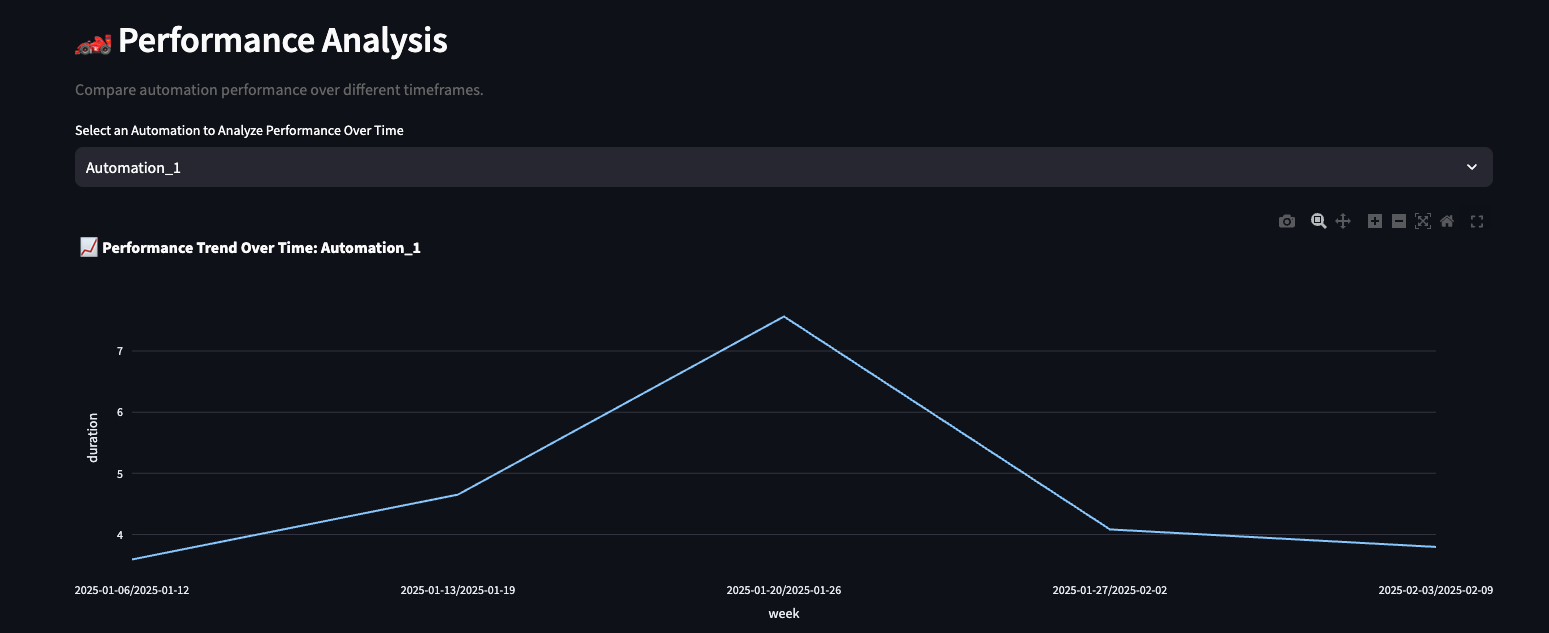 Performance Analysis
Compare automation performance over different timeframes.
Select an Automation to Analyze Performance Over Time
Automation_1
Performance Trend Over Time: Automation_1
7
6
5
4
duration
2025-01-06/2025-01-12
2025-01-13/2025-01-19
2025-01-20/2025-01-26
2025-01-27/2025-02-02
2025-02-03/2025-02-09
week